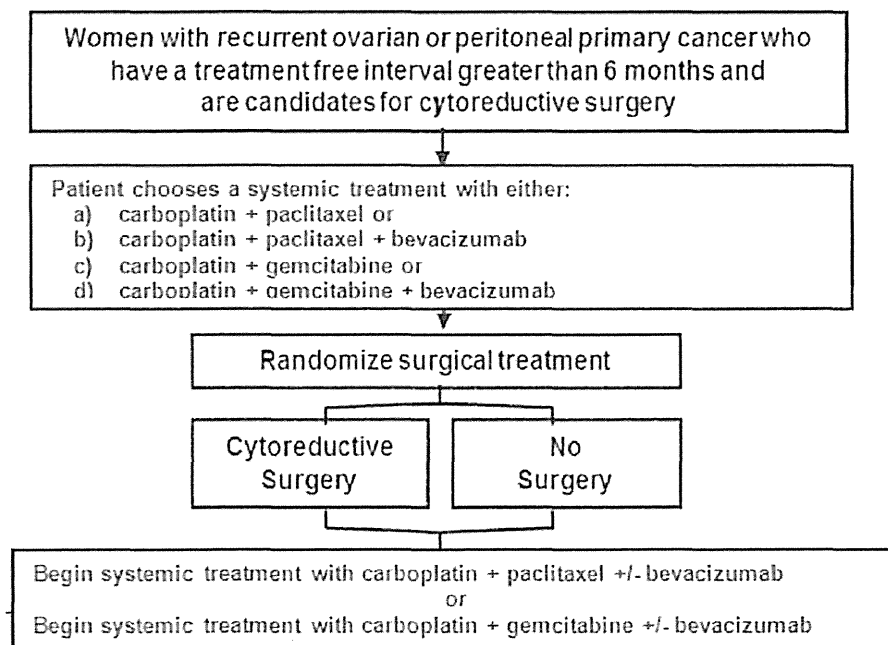 Women with recurrent ovarian or peritoneal primary cancer who
have a treatment free interval greater than 6 months and
are candidates for cytoreductive surgery
Patient chooses a systemic treatment with either:
a) carboplatin + paclitaxel or
b) carboplatin + paclitaxel + bevacizumab
c) carboplatin + gemcitabine or
d) carboplatin + gemcitabine + bevacizumab
Randomize surgical treatment
Cytoreductive
Surgery
No
Surgery
Begin systemic treatment with carboplatin + paclitaxel +/- bevacizumab
or
Begin systemic treatment with carboplatin + gemcitabine +/- bevacizumab